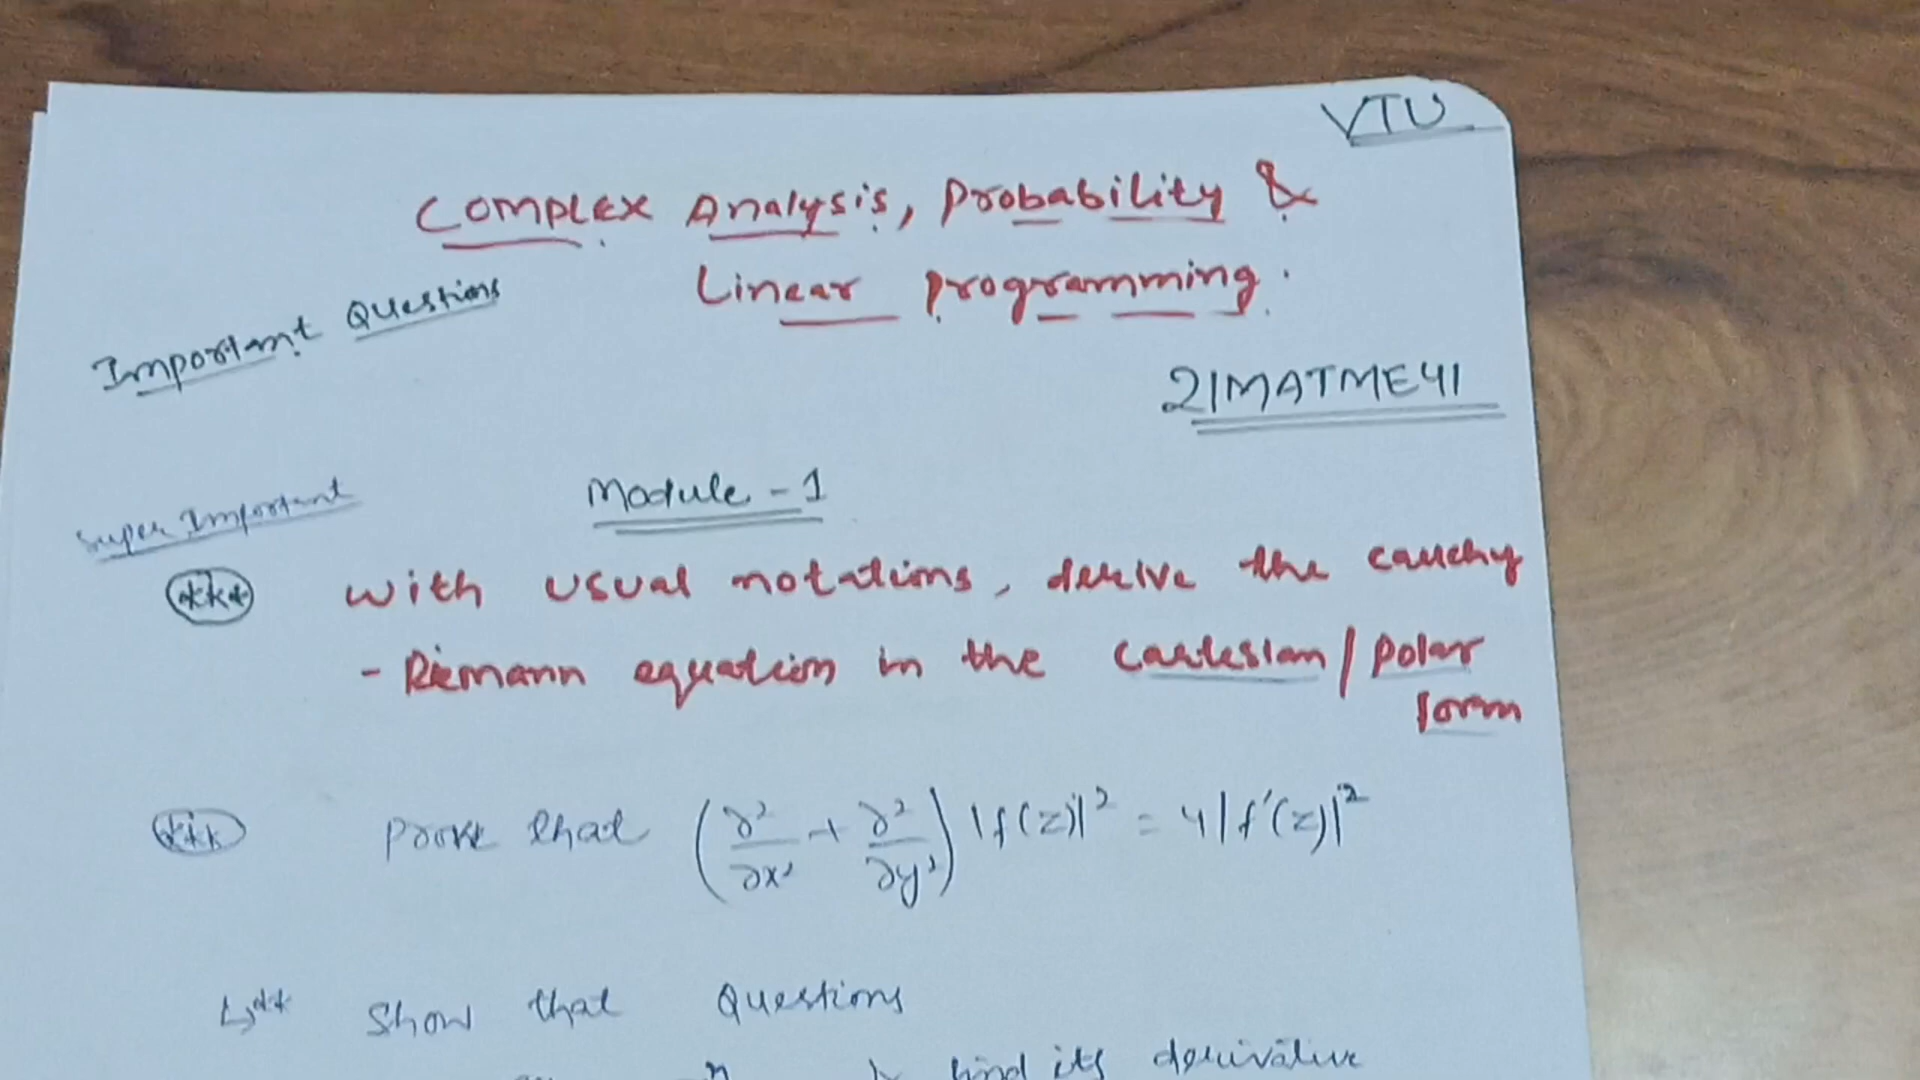 VTU
Complex Analysis, Probability &
Linear Programming.
Important Questions
21MATME41
Module - 1
Super Important
*** With usual notations, derive the cauchy
- Riemann equation in the cartesian / polar
form
*** Prove that (∂²/∂x² + ∂²/∂y²) |f(z)|² = 4|f'(z)|²
** Show that Questions
find its derivative